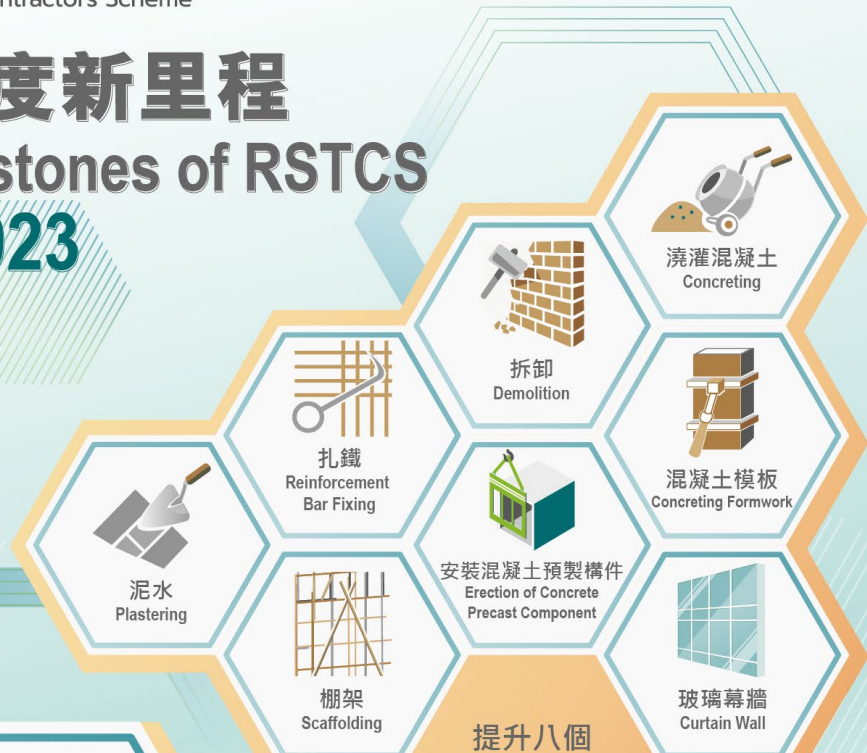 ntractors Scheme
度新里程
stones of RSTCS
023
澆灌混凝土
Concreting
拆卸
Demolition
扎鐵
Reinforcement
Bar Fixing
混凝土模板
Concreting Formwork
泥水
Plastering
安裝混凝土預製構件
Erection of Concrete
Precast Component
棚架
Scaffolding
玻璃幕牆
Curtain Wall
提升八個